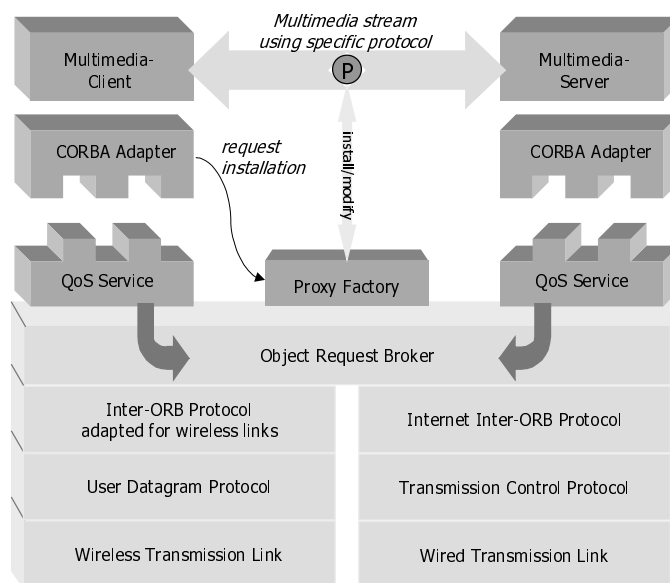 Multimedia stream
using specific protocol
Multimedia-
Client
P
Multimedia-
Server
CORBA Adapter
request
installation
install/modify
CORBA Adapter
QoS Service
Proxy Factory
QoS Service
Object Request Broker
Inter-ORB Protocol
adapted for wireless links
Internet Inter-ORB Protocol
User Datagram Protocol
Transmission Control Protocol
Wireless Transmission Link
Wired Transmission Link